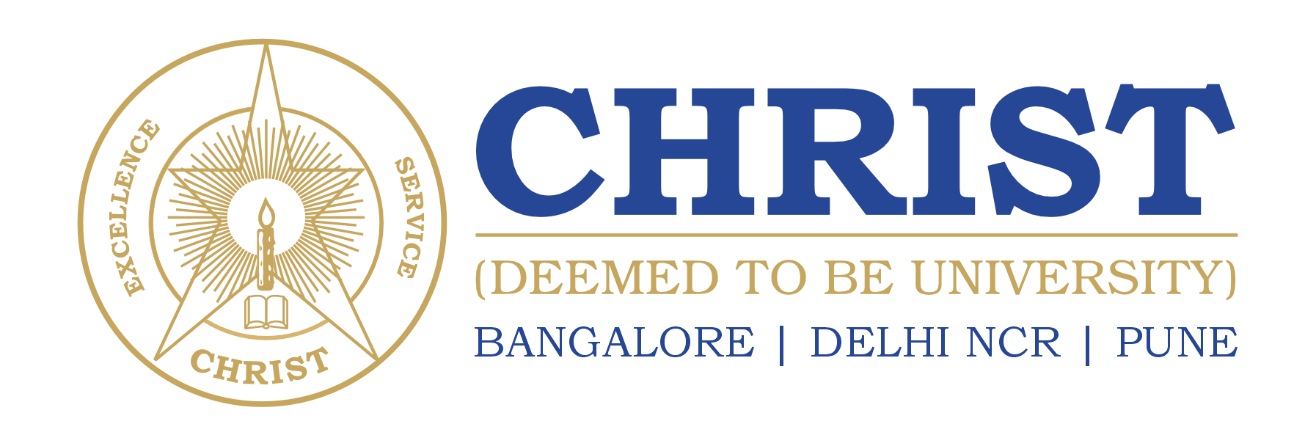 EXCELLENCE
SERVICE
CHRIST
CHRIST
(DEEMED TO BE UNIVERSITY)
BANGALORE | DELHI NCR | PUNE